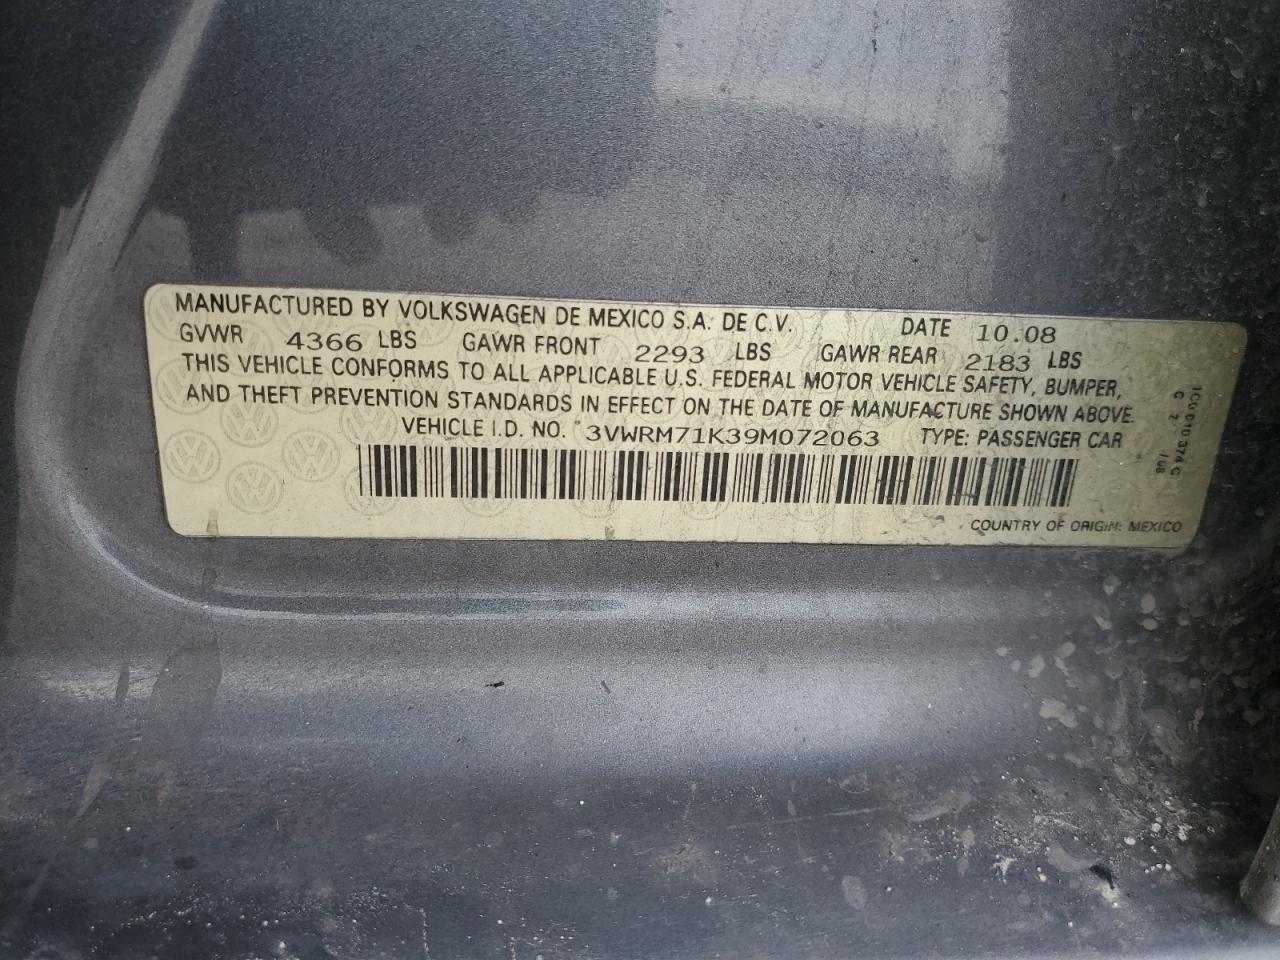 MANUFACTURED BY VOLKSWAGEN DE MEXICO S.A. DE C.V. DATE 10.08
GVWR 4366 LBS GAWR FRONT 2293 LBS GAWR REAR 2183 LBS
THIS VEHICLE CONFORMS TO ALL APPLICABLE U.S. FEDERAL MOTOR VEHICLE SAFETY, BUMPER,
AND THEFT PREVENTION STANDARDS IN EFFECT ON THE DATE OF MANUFACTURE SHOWN ABOVE.
VEHICLE I.D. NO. *3VWRM71K39M072063 TYPE: PASSENGER CAR
COUNTRY OF ORIGIN: MEXICO